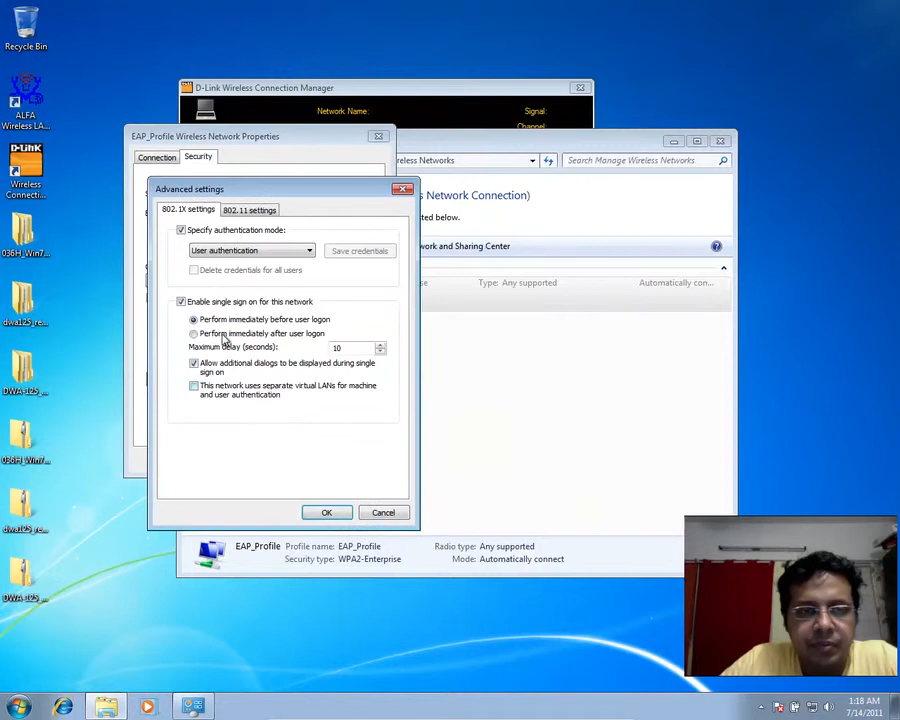 Recycle Bin
ALFA
Wireless LA...
D-Link
Wireless
Connecti...
036H_Win7...
dwa125_re...
DWA-125_...
036H_Win7...
dwa125_re...
DWA-125_...
D-Link Wireless Connection Manager
Network Name:
Signal:
Channel:
EAP_Profile Wireless Network Properties
Connection
Security
reless Networks
Search Manage Wireless Networks
s Network Connection)
ted below.
work and Sharing Center
Type: Any supported
Automatically con...
Advanced settings
802.1X settings
802.11 settings
Specify authentication mode:
User authentication
Save credentials
Delete credentials for all users
Enable single sign on for this network
Perform immediately before user logon
Perform immediately after user logon
Maximum delay (seconds):
10
Allow additional dialogs to be displayed during single
sign on
This network uses separate virtual LANs for machine
and user authentication
OK
Cancel
EAP_Profile
Profile name: EAP_Profile
Security type: WPA2-Enterprise
Radio type: Any supported
Mode: Automatically connect
1:18 AM
7/14/2011